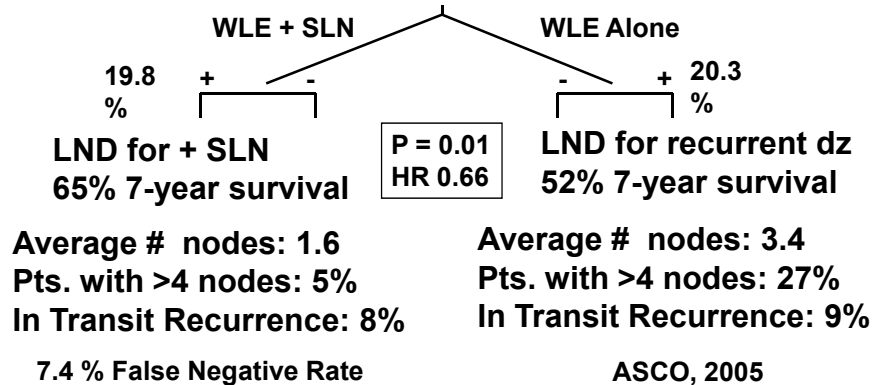 WLE + SLN
WLE Alone
19.8
%
+
-
-
+
20.3
%
LND for + SLN
65% 7-year survival
P = 0.01
HR 0.66
LND for recurrent dz
52% 7-year survival
Average # nodes: 1.6
Pts. with >4 nodes: 5%
In Transit Recurrence: 8%
Average # nodes: 3.4
Pts. with >4 nodes: 27%
In Transit Recurrence: 9%
7.4 % False Negative Rate
ASCO, 2005